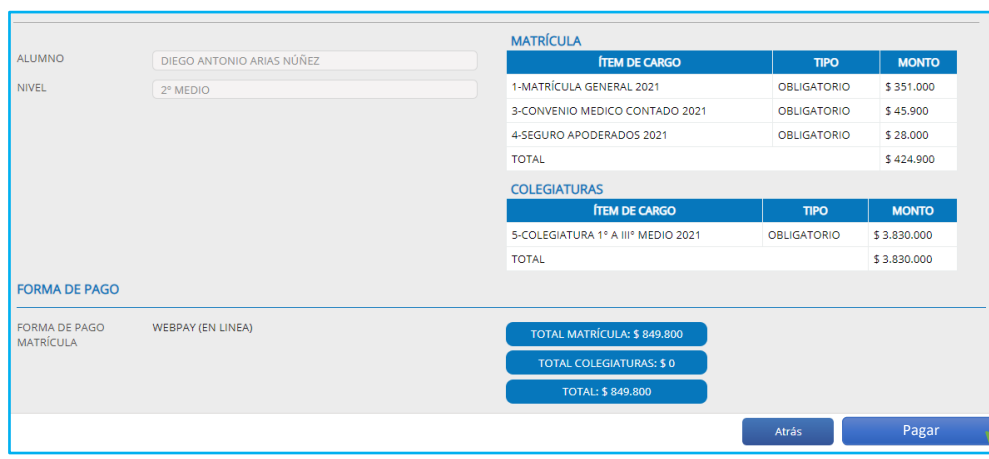 ALUMNO DIEGO ANTONIO ARIAS NÚÑEZ
NIVEL 2º MEDIO
MATRÍCULA
ÍTEM DE CARGO TIPO MONTO
1-MATRÍCULA GENERAL 2021 OBLIGATORIO $ 351.000
3-CONVENIO MEDICO CONTADO 2021 OBLIGATORIO $ 45.900
4-SEGURO APODERADOS 2021 OBLIGATORIO $ 28.000
TOTAL $ 424.900
COLEGIATURAS
ÍTEM DE CARGO TIPO MONTO
5-COLEGIATURA 1° A III° MEDIO 2021 OBLIGATORIO $ 3.830.000
TOTAL $ 3.830.000
FORMA DE PAGO
FORMA DE PAGO WEBPAY (EN LINEA)
MATRÍCULA
TOTAL MATRÍCULA: $ 849.800
TOTAL COLEGIATURAS: $ 0
TOTAL: $ 849.800
Atrás Pagar